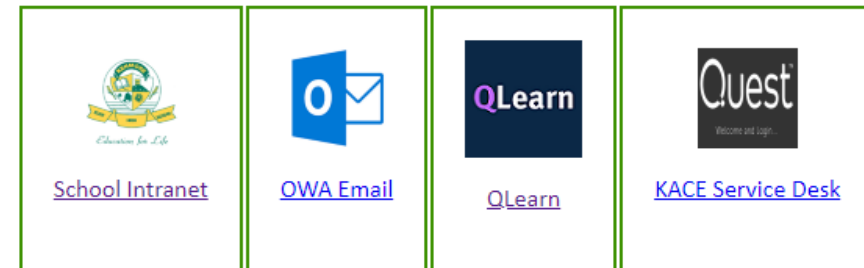 Education for Life
School Intranet
O
OWA Email
QLearn
QLearn
Quest
Welcome and Login...
KACE Service Desk